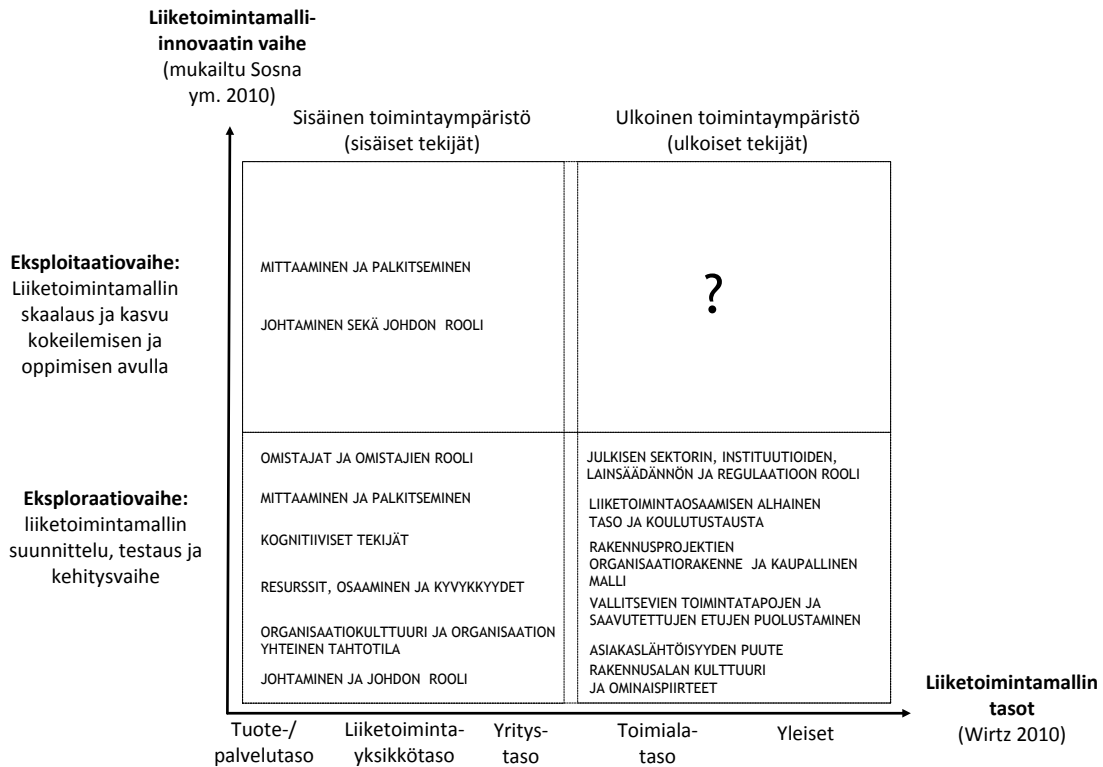 Liiketoimintamalli-
innovaatin vaihe
(mukailtu Sosna
ym. 2010)
Sisäinen toimintaympäristö
(sisäiset tekijät)
Ulkoinen toimintaympäristö
(ulkoiset tekijät)
Eksploitaatiovaihe:
Liiketoimintamallin
skaalaus ja kasvu
kokeilemisen ja
oppimisen avulla
MITTAAMINEN JA PALKITSEMINEN
JOHTAMINEN SEKÄ JOHDON ROOLI
?
Eksploraatiovaihe:
liiketoimintamallin
suunnittelu, testaus ja
kehitysvaihe
OMISTAJAT JA OMISTAJIEN ROOLI
MITTAAMINEN JA PALKITSEMINEN
KOGNITIIVISET TEKIJÄT
RESURSSIT, OSAAMINEN JA KYVYKKYYDET
ORGANISAATIOKULTTUURI JA ORGANISAATION
YHTEINEN TAHTOTILA
JOHTAMINEN JA JOHDON ROOLI
JULKISEN SEKTORIN, INSTITUUTIOIDEN,
LAINSÄÄDÄNNÖN JA REGULAATIOON ROOLI
LIIKETOIMINTAOSAAMISEN ALHAINEN
TASO JA KOULUTUSTAUSTA
RAKENNUSPROJEKTIEN
ORGANISAATIORAKENNE JA KAUPALLINEN
MALLI
VALLITSEVIEN TOIMINTATAPOJEN JA
SAAVUTETTUJEN ETUJEN PUOLUSTAMINEN
ASIAKASLÄHTÖISYYDEN PUUTE
RAKENNUSALAN KULTTUURI
JA OMINAISPIIRTEET
Tuote-/
palvelutaso
Liiketoiminta-
yksikkötaso
Yritys-
taso
Toimiala-
taso
Yleiset
Liiketoimintamallin
tasot
(Wirtz 2010)